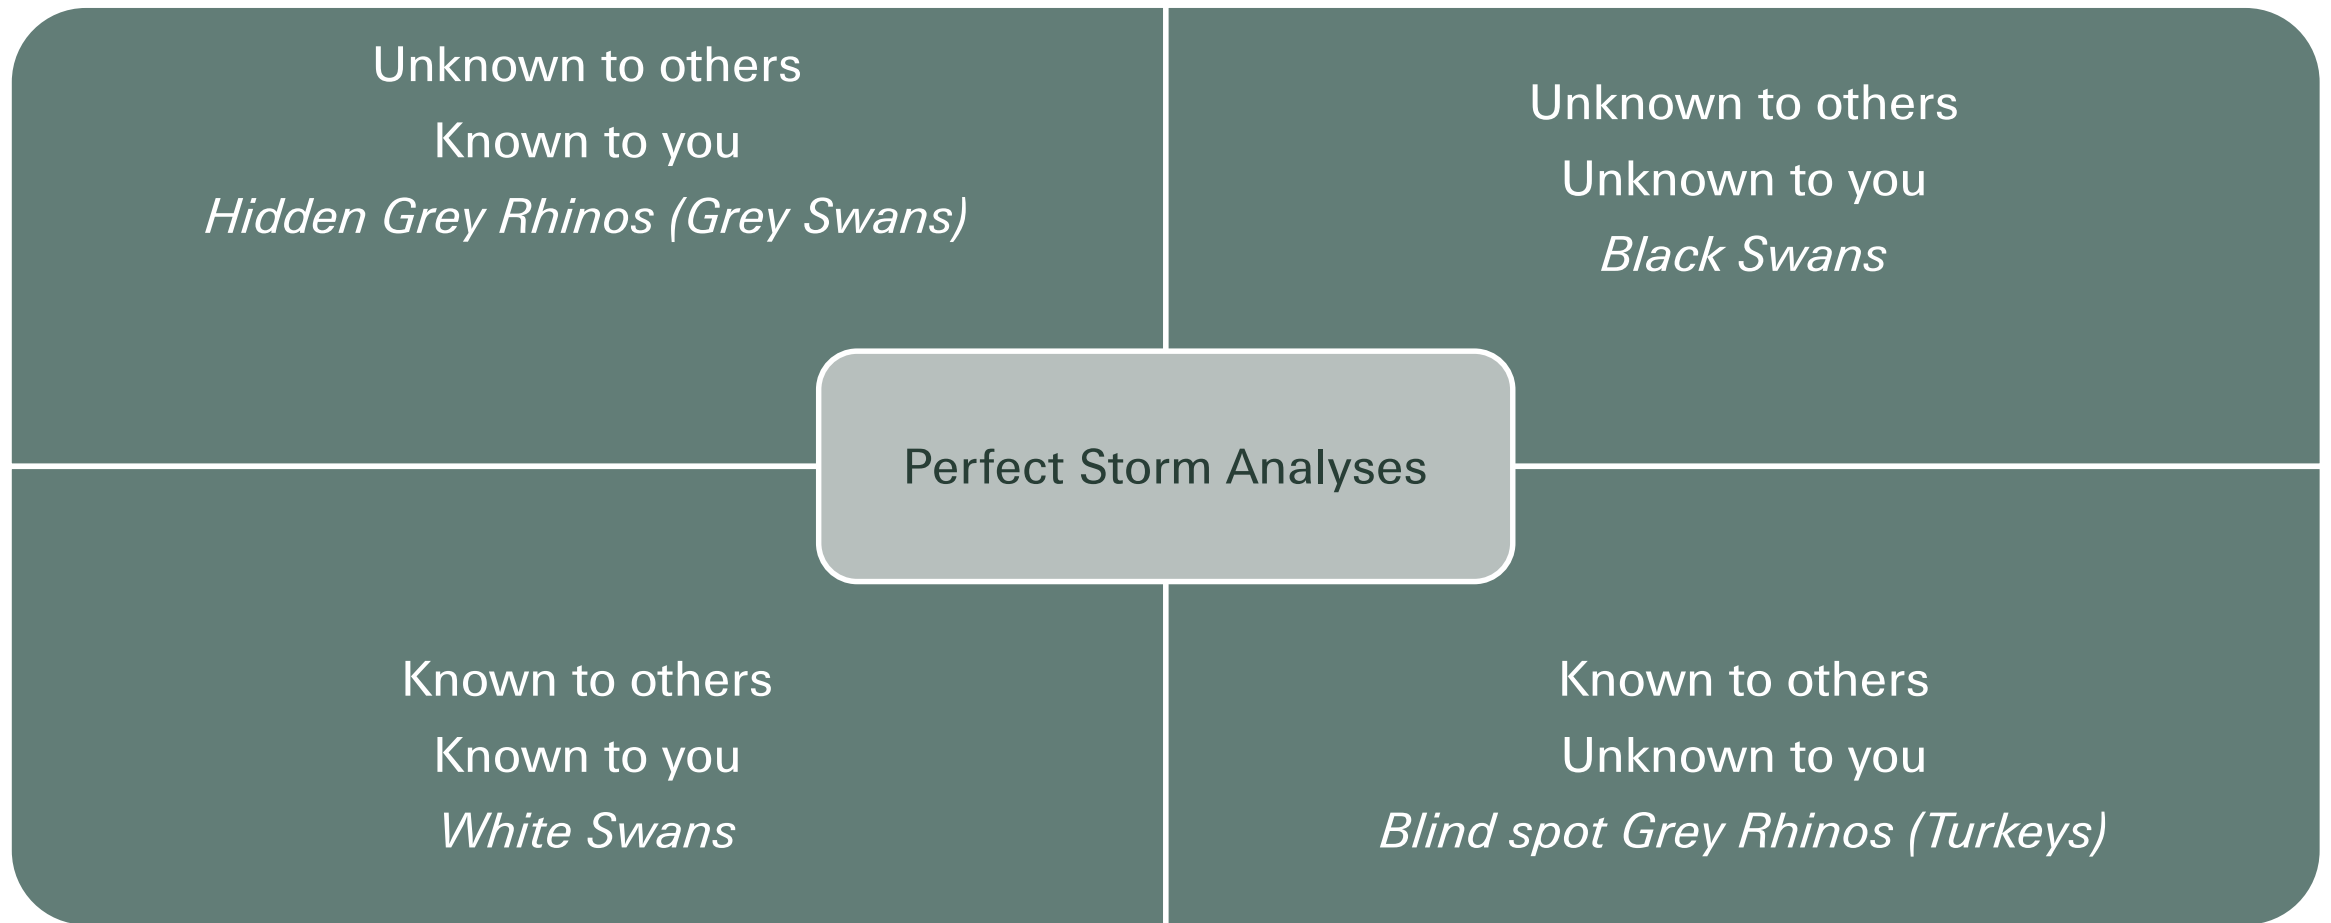 Unknown to others
Known to you
Hidden Grey Rhinos (Grey Swans)
Unknown to others
Unknown to you
Black Swans
Perfect Storm Analyses
Known to others
Known to you
White Swans
Known to others
Unknown to you
Blind spot Grey Rhinos (Turkeys)